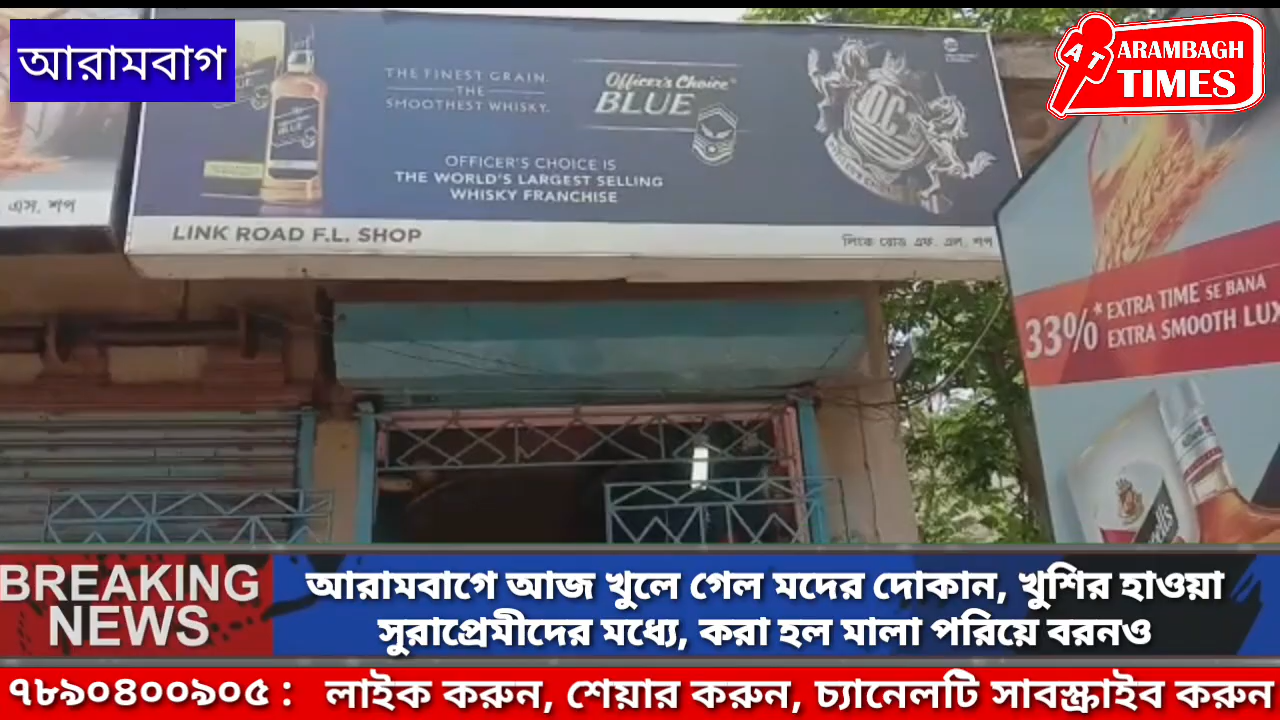 আরামবাগ
ARAMBAGH
TIMES
THE FINEST GRAIN.
THE
SMOOTHEST WHISKY.
Officer's Choice
BLUE
OC
OFFICER'S CHOICE IS
THE WORLD'S LARGEST SELLING
WHISKY FRANCHISE
এস. শপ
LINK ROAD F.L. SHOP
লিংক রোড এফ. এল. শপ
33%* EXTRA TIME SE BANA
EXTRA SMOOTH
BREAKING
NEWS
আরামবাগে আজ খুলে গেল মদের দোকান, খুশির হাওয়া
সুরাপ্রেমীদের মধ্যে, করা হল মালা পরিয়ে বরনও
৭৮৯০৪০০৯০৫ : লাইক করুন, শেয়ার করুন, চ্যানেলটি সাবস্ক্রাইব করুন